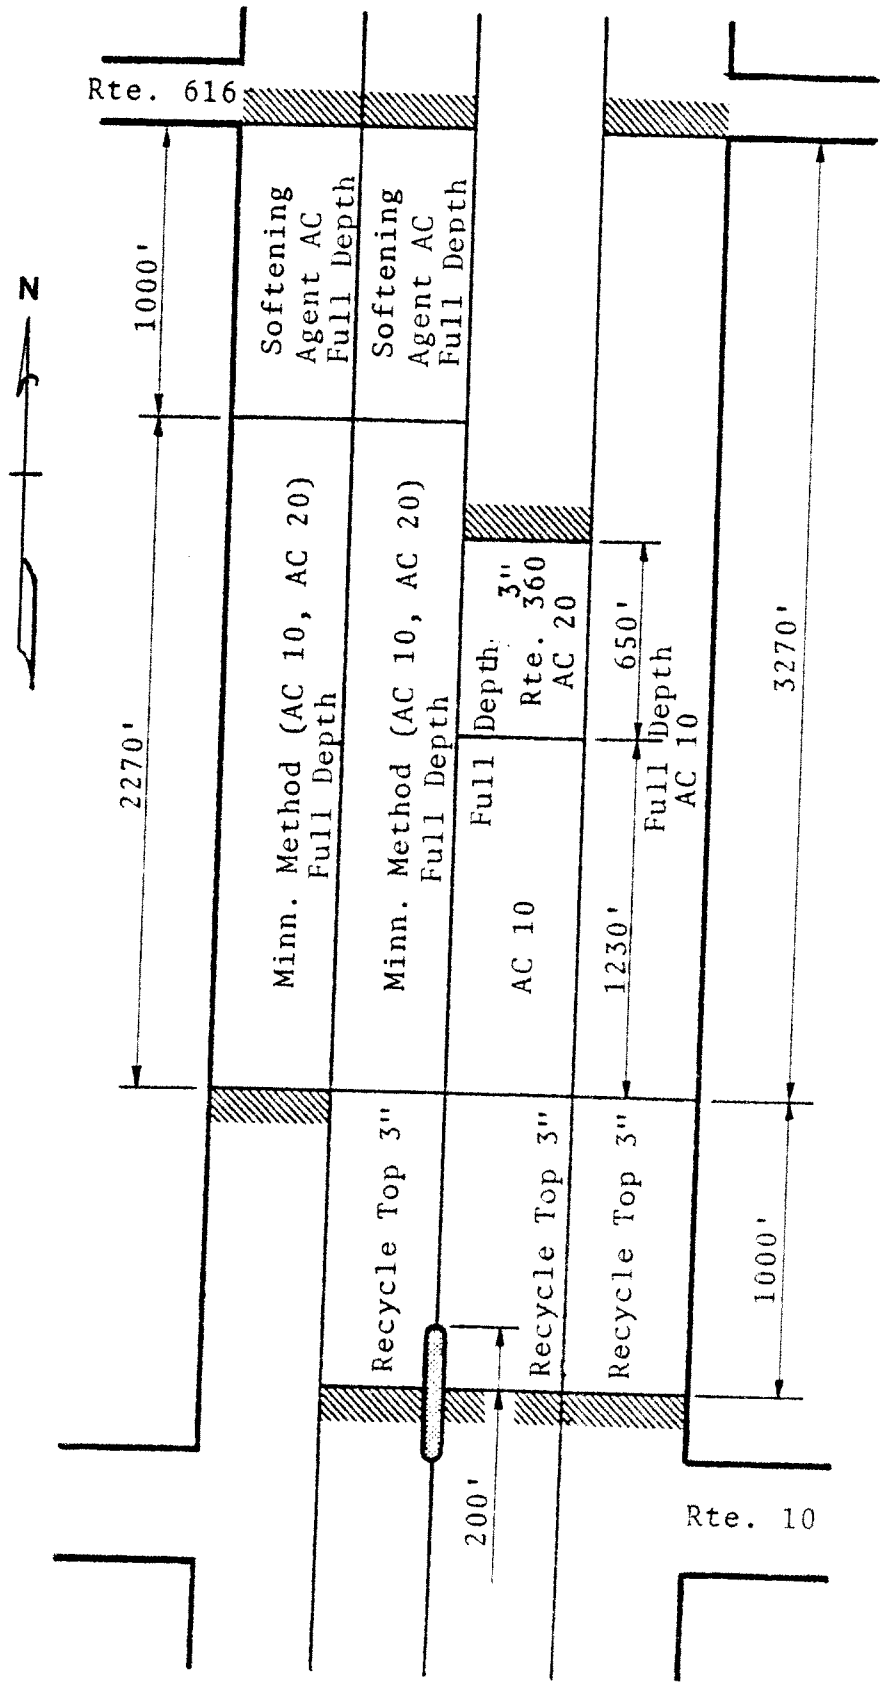 Rte. 616
N
1000'
Softening
Agent AC
Full Depth
Softening
Agent AC
Full Depth
2270'
Minn. Method (AC 10, AC 20)
Full Depth
Minn. Method (AC 10, AC 20)
Full Depth
Full Depth
3"
Rte. 360
AC 20
AC 10
650'
1230'
Full Depth
AC 10
3270'
Recycle Top 3"
Recycle Top 3"
Recycle Top 3"
1000'
200'
Rte. 10